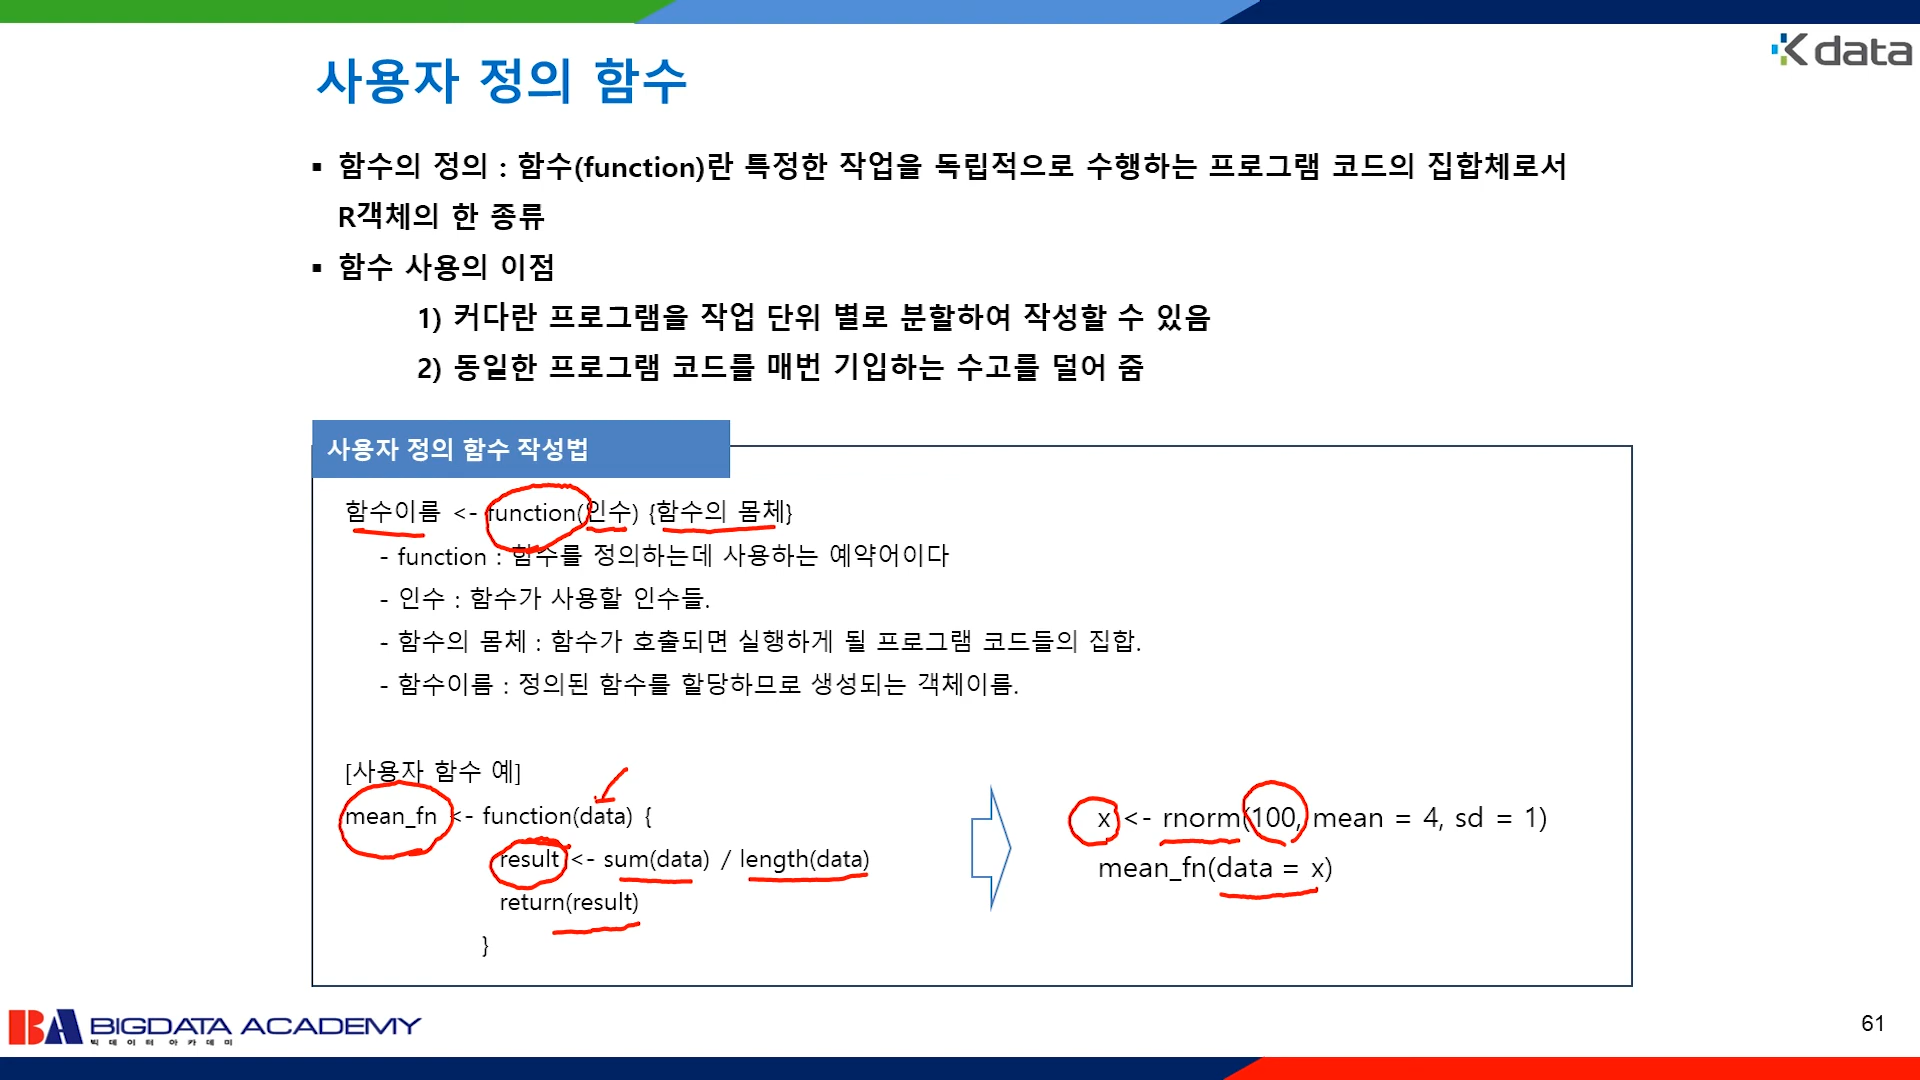 Kdata
사용자 정의 함수
▪ 함수의 정의 : 함수(function)란 특정한 작업을 독립적으로 수행하는 프로그램 코드의 집합체로서
R객체의 한 종류
▪ 함수 사용의 이점
1) 커다란 프로그램을 작업 단위 별로 분할하여 작성할 수 있음
2) 동일한 프로그램 코드를 매번 기입하는 수고를 덜어 줌
사용자 정의 함수 작성법
함수이름 <- function(인수) {함수의 몸체}
- function : 함수를 정의하는데 사용하는 예약어이다
- 인수 : 함수가 사용할 인수들.
- 함수의 몸체 : 함수가 호출되면 실행하게 될 프로그램 코드들의 집합.
- 함수이름 : 정의된 함수를 할당하므로 생성되는 객체이름.
[사용자 함수 예]
mean_fn <- function(data) {
result <- sum(data) / length(data)
return(result)
}
x <- rnorm(100, mean = 4, sd = 1)
mean_fn(data = x)
BA BIGDATA ACADEMY
빅데이터아카데미
61